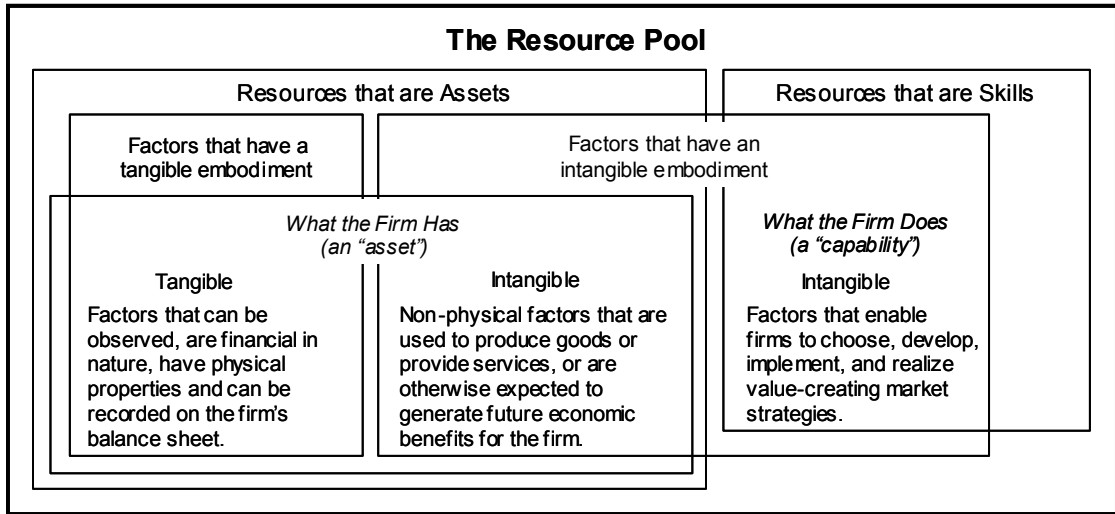 The Resource Pool
Resources that are Assets
Resources that are Skills
Factors that have a
tangible embodiment
Factors that have an
intangible embodiment
What the Firm Has
(an “asset”)
What the Firm Does
(a “capability”)
Tangible
Factors that can be
observed, are financial in
nature, have physical
properties and can be
recorded on the firm’s
balance sheet.
Intangible
Non-physical factors that are
used to produce goods or
provide services, or are
otherwise expected to
generate future economic
benefits for the firm.
Intangible
Factors that enable
firms to choose, develop,
implement, and realize
value-creating market
strategies.